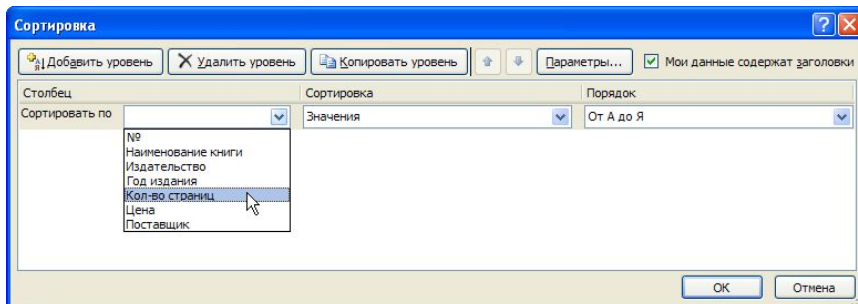 Сортировка
Добавить уровень Удалить уровень Копировать уровень Параметры... Мои данные содержат заголовки
Столбец Сортировка Порядок
Сортировать по Значения От А до Я
№
Наименование книги
Издательство
Год издания
Кол-во страниц
Цена
Поставщик
ОК Отмена